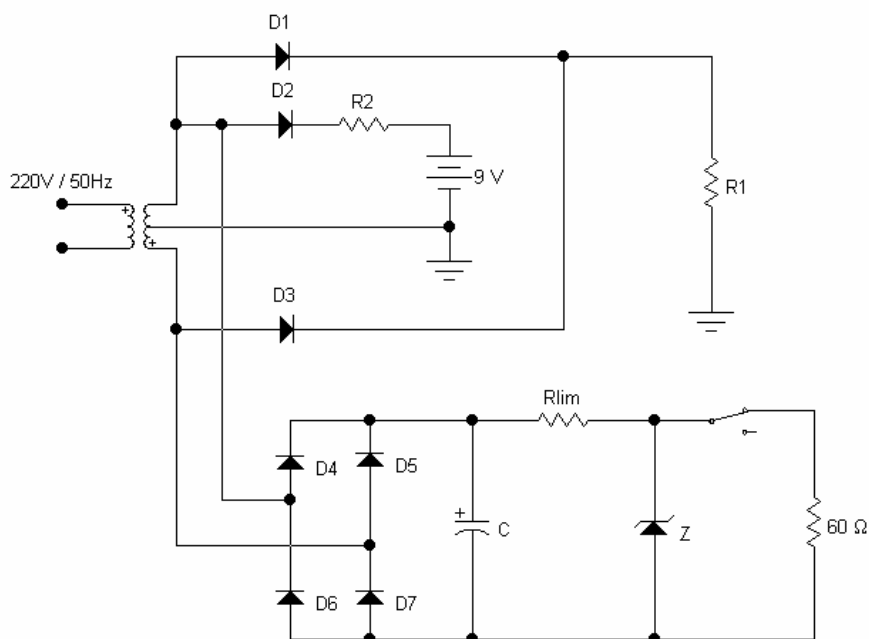 D1
D2
R2
220V / 50Hz
+
+
9 V
R1
D3
Rlim
D4
D5
+
C
Z
60 Ω
D6
D7